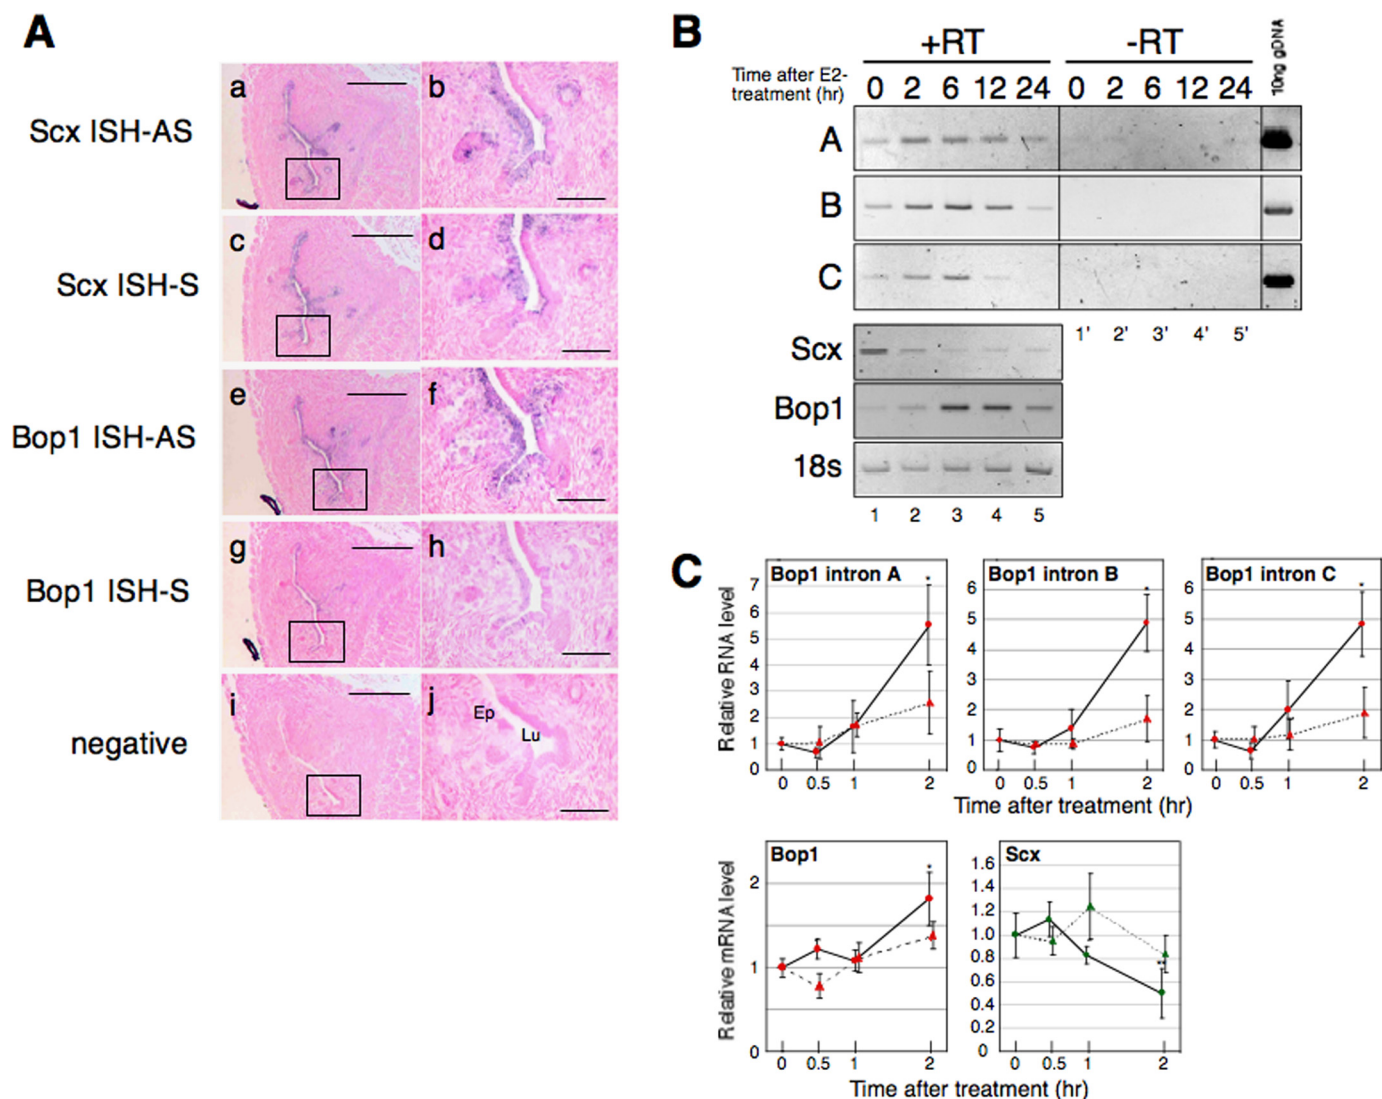 A
Scx ISH-AS
a
b
Scx ISH-S
c
d
Bop1 ISH-AS
e
f
Bop1 ISH-S
g
h
negative
i
j
Ep
Lu
B
+RT
-RT
10ng gDNA
Time after E2-
treatment (hr)
0 2 6 12 24 0 2 6 12 24
A
B
C
1' 2' 3' 4' 5'
Scx
Bop1
18s
1 2 3 4 5
C
Relative RNA level
Bop1 intron A
*
7
6
5
4
3
2
1
0
0 0.5 1 2
Bop1 intron B
*
6
5
4
3
2
1
0
0 0.5 1 2
Bop1 intron C
*
6
5
4
3
2
1
0
0 0.5 1 2
Time after treatment (hr)
Relative mRNA level
Bop1
*
2
1
0
0 0.5 1 2
Scx
1.6
1.4
1.2
1.0
0.8
0.6
0.4
0.2
0
**
0 0.5 1 2
Time after treatment (hr)